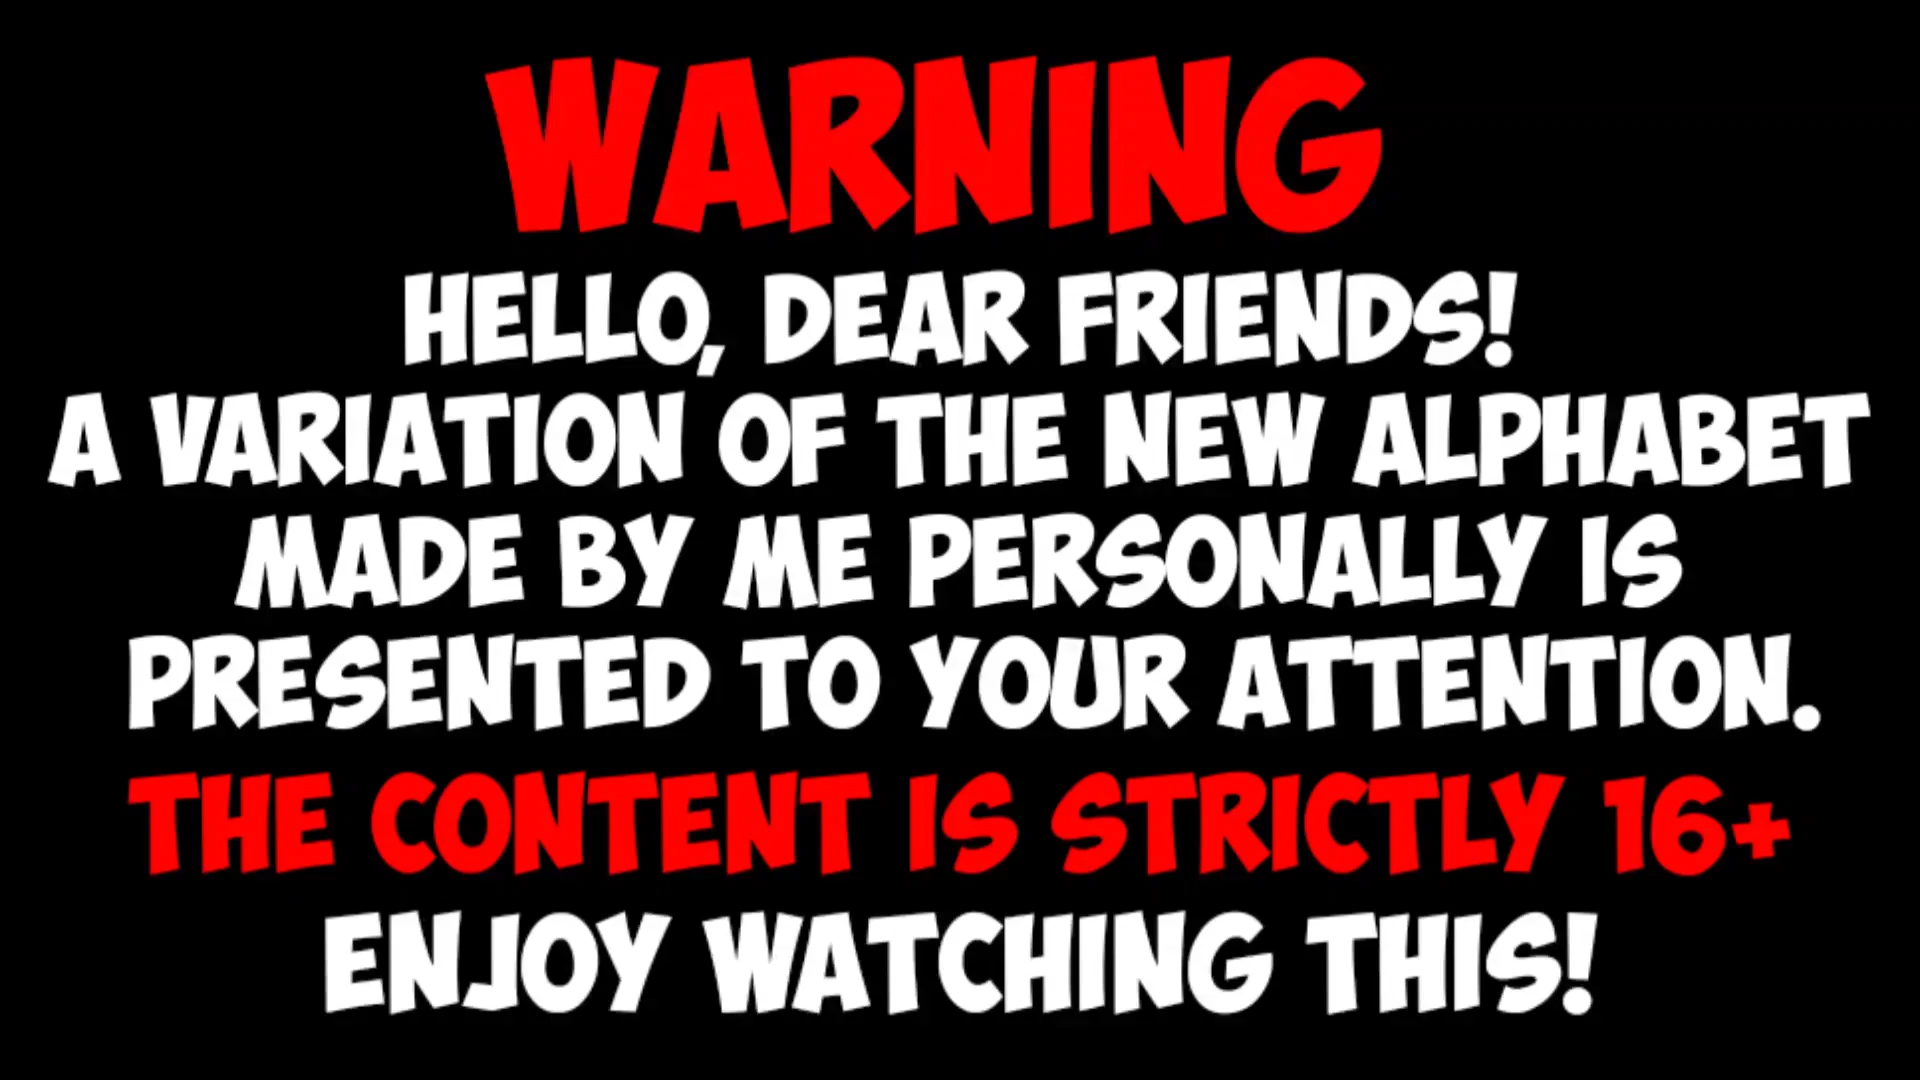 WARNING
HELLO, DEAR FRIENDS!
A VARIATION OF THE NEW ALPHABET
MADE BY ME PERSONALLY IS
PRESENTED TO YOUR ATTENTION.
THE CONTENT IS STRICTLY 16+
ENJOY WATCHING THIS!